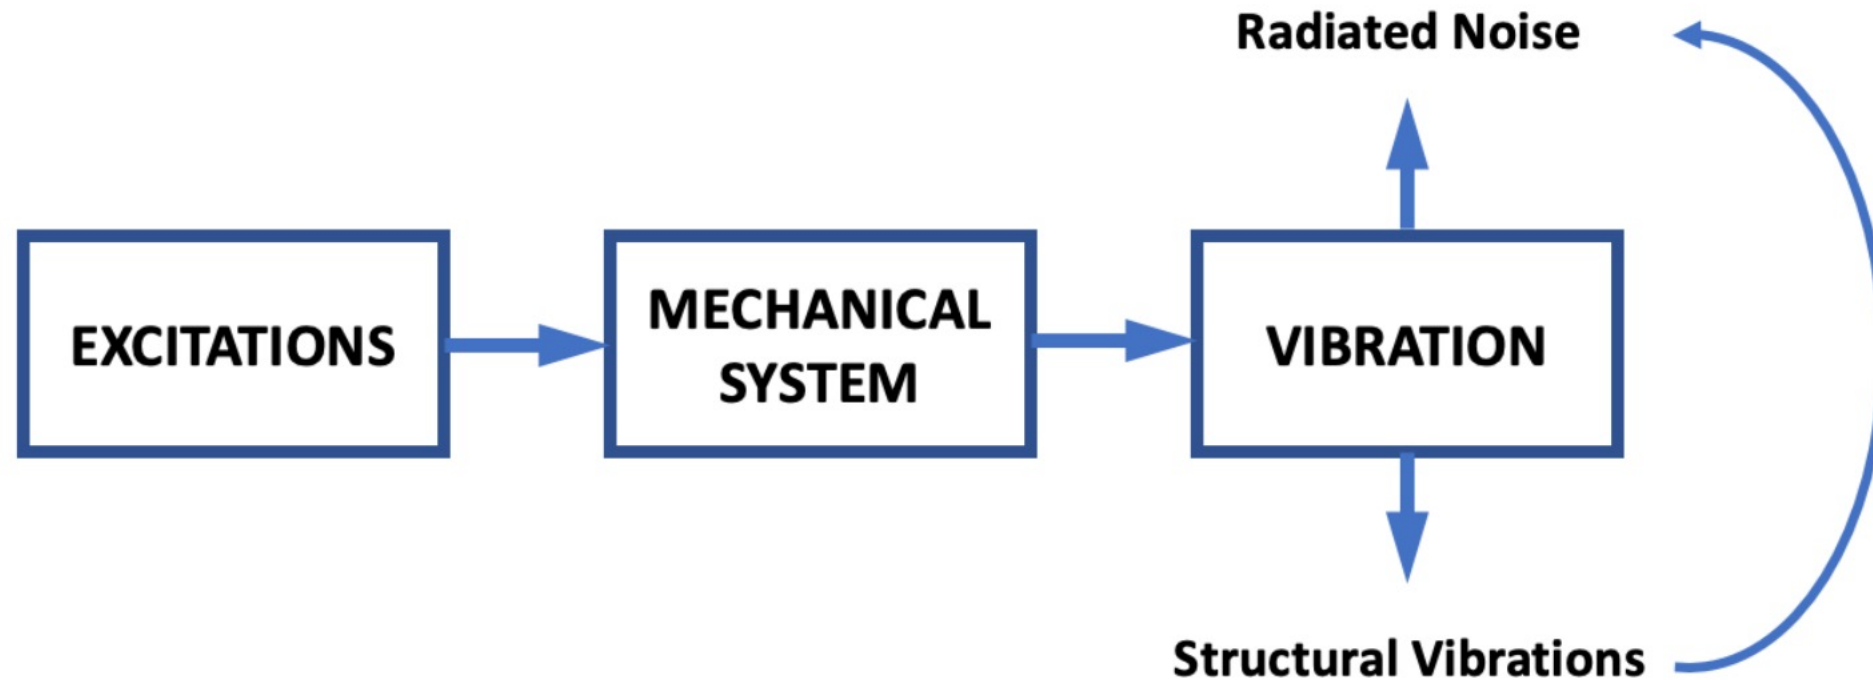 Radiated Noise
EXCITATIONS
MECHANICAL
SYSTEM
VIBRATION
Structural Vibrations